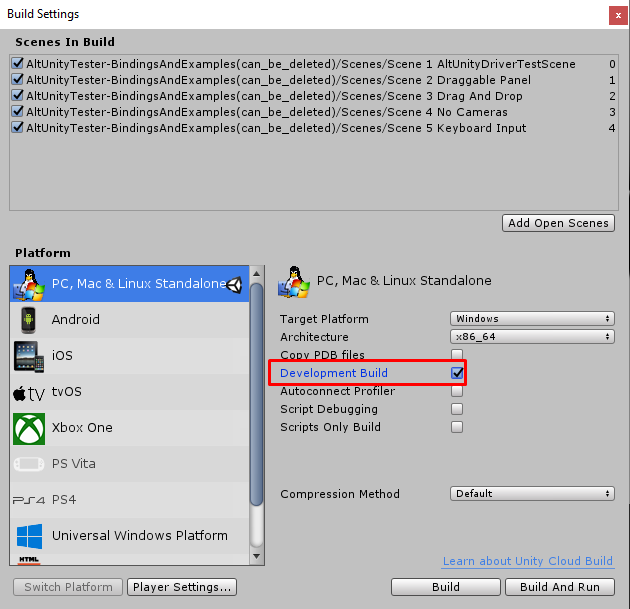 Build Settings
x
Scenes In Build
AltUnityTester-BindingsAndExamples(can_be_deleted)/Scenes/Scene 1 AltUnityDriverTestScene 0
AltUnityTester-BindingsAndExamples(can_be_deleted)/Scenes/Scene 2 Draggable Panel 1
AltUnityTester-BindingsAndExamples(can_be_deleted)/Scenes/Scene 3 Drag And Drop 2
AltUnityTester-BindingsAndExamples(can_be_deleted)/Scenes/Scene 4 No Cameras 3
AltUnityTester-BindingsAndExamples(can_be_deleted)/Scenes/Scene 5 Keyboard Input 4
Add Open Scenes
Platform
PC, Mac & Linux Standalone
Android
iOS
tv tvOS
Xbox One
PS Vita
PS4 PS4
Universal Windows Platform
HTML
PC, Mac & Linux Standalone
Target Platform Windows
Architecture x86_64
Copy PDB files
Development Build
Autoconnect Profiler
Script Debugging
Scripts Only Build
Compression Method Default
Learn about Unity Cloud Build
Switch Platform Player Settings... Build Build And Run